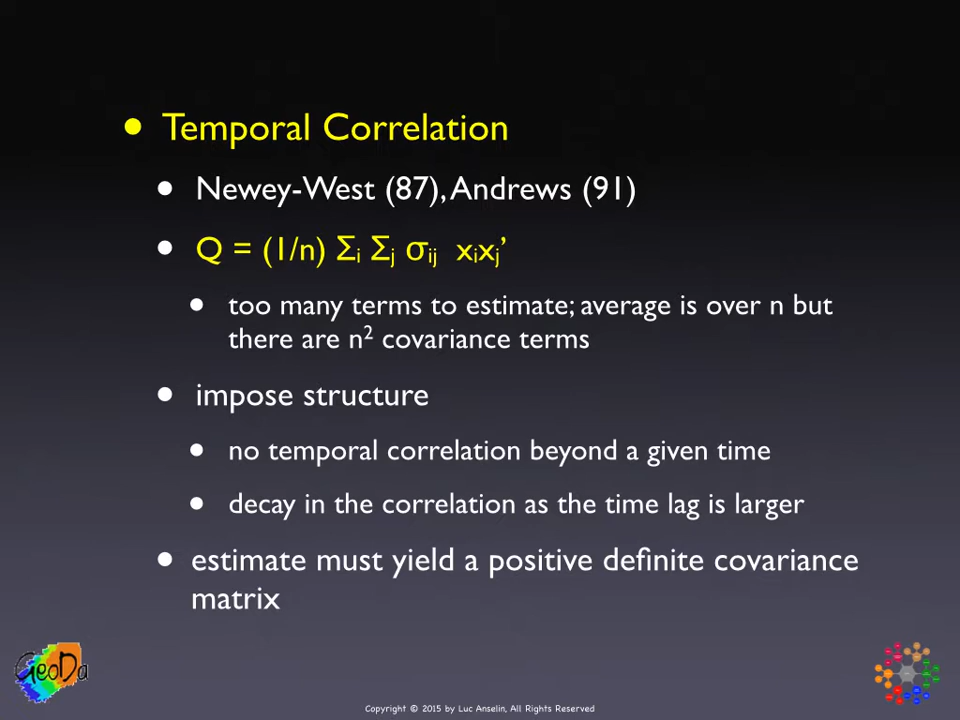 • Temporal Correlation
• Newey-West (87), Andrews (91)
• Q = (1/n) Σᵢ Σⱼ σᵢⱼ xᵢxⱼ’
• too many terms to estimate; average is over n but
there are n² covariance terms
• impose structure
• no temporal correlation beyond a given time
• decay in the correlation as the time lag is larger
• estimate must yield a positive definite covariance
matrix
GeoDa
Copyright © 2015 by Luc Anselin, All Rights Reserved